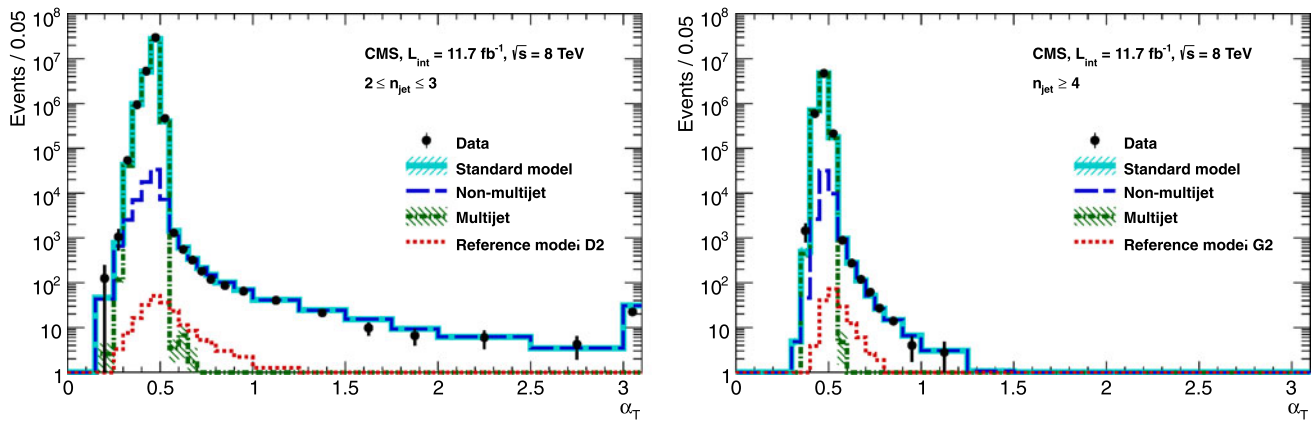 Events / 0.05
10⁸
10⁷
10⁶
10⁵
10⁴
10³
10²
10
1
CMS, L_int = 11.7 fb⁻¹, √s = 8 TeV
2 ≤ n_jet ≤ 3
Data
Standard model
Non-multijet
Multijet
Reference model D2
0 0.5 1 1.5 2 2.5 3
α_T
Events / 0.05
10⁸
10⁷
10⁶
10⁵
10⁴
10³
10²
10
1
CMS, L_int = 11.7 fb⁻¹, √s = 8 TeV
n_jet ≥ 4
Data
Standard model
Non-multijet
Multijet
Reference model G2
0 0.5 1 1.5 2 2.5 3
α_T